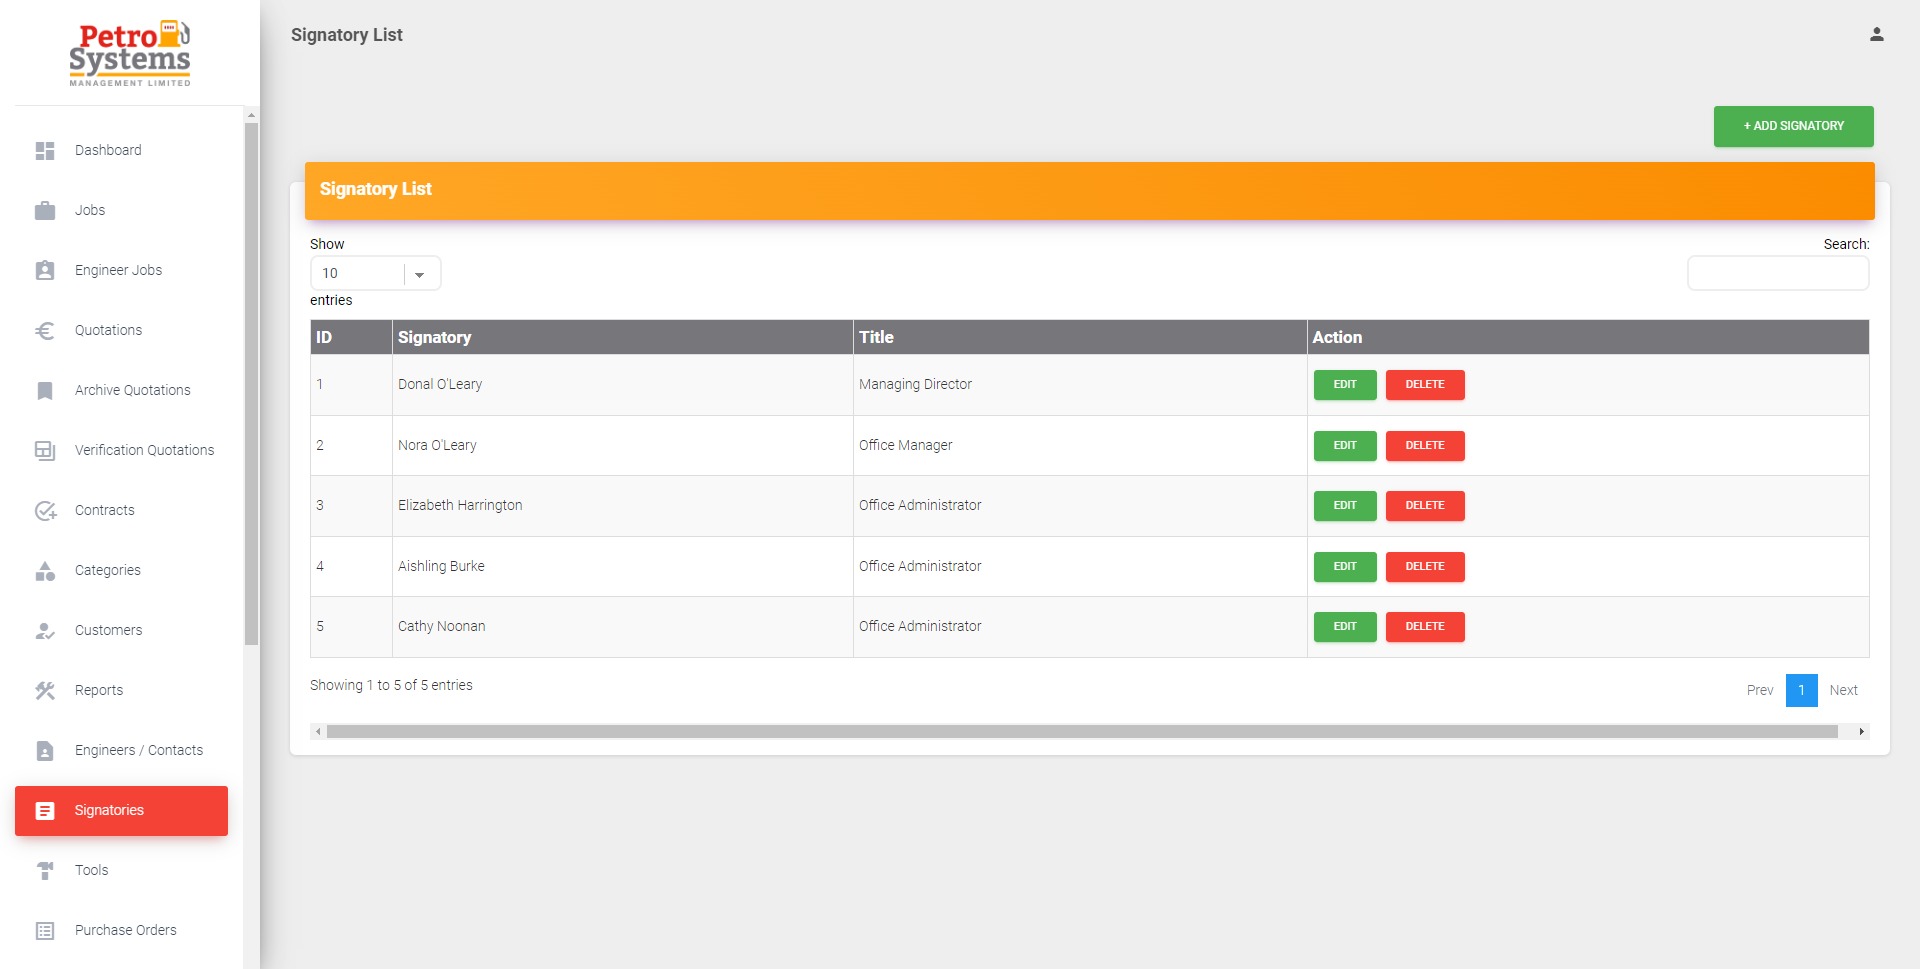 Petro
Systems
MANAGEMENT LIMITED
Dashboard
Jobs
Engineer Jobs
Quotations
Archive Quotations
Verification Quotations
Contracts
Categories
Customers
Reports
Engineers / Contacts
Signatories
Tools
Purchase Orders
Signatory List
+ ADD SIGNATORY
Signatory List
Show
10
entries
Search:
ID Signatory Title Action
1 Donal O'Leary Managing Director EDIT DELETE
2 Nora O'Leary Office Manager EDIT DELETE
3 Elizabeth Harrington Office Administrator EDIT DELETE
4 Aishling Burke Office Administrator EDIT DELETE
5 Cathy Noonan Office Administrator EDIT DELETE
Showing 1 to 5 of 5 entries
Prev 1 Next